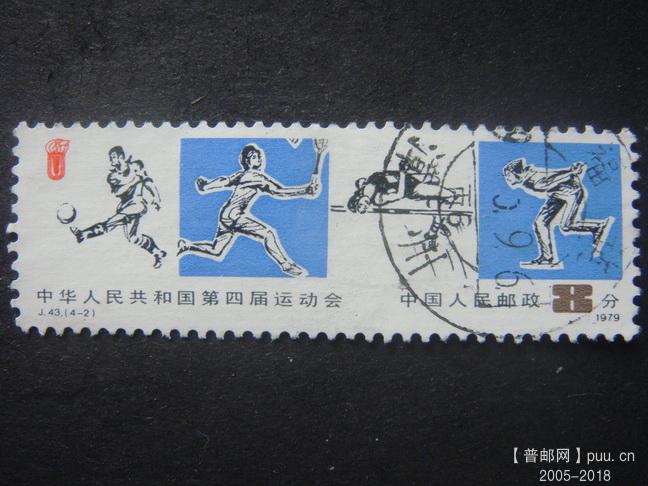 中华人民共和国第四届运动会
J.43.(4-2)
中国人民邮政 8分
1979
【普邮网】puu.cn
2005-2018